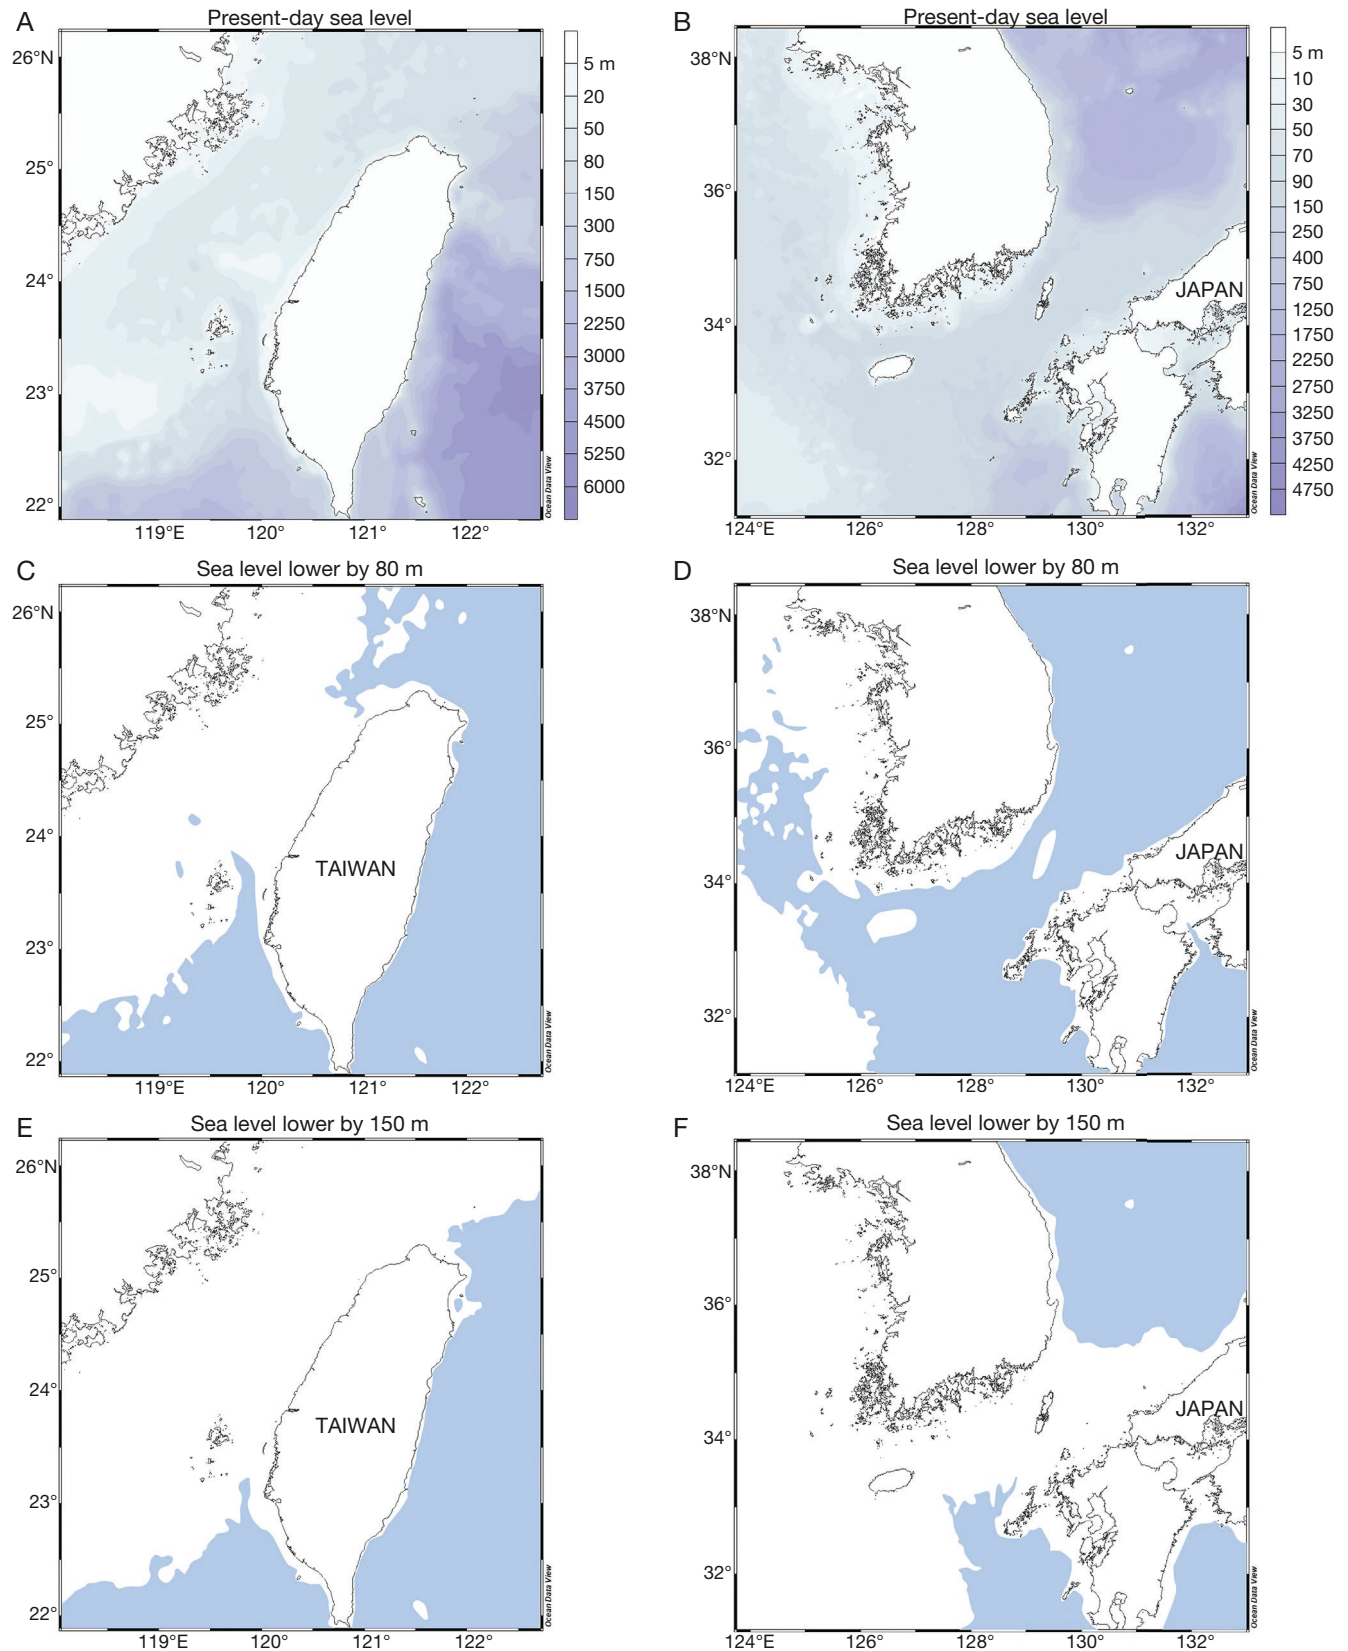 A
Present-day sea level
26°N
25°
24°
23°
22°
119°E
120°
121°
122°
5 m
20
50
80
150
300
750
1500
2250
3000
3750
4500
5250
6000
Ocean Data View
B
Present-day sea level
38°N
36°
34°
32°
124°E
126°
128°
130°
132°
JAPAN
5 m
10
30
50
70
90
150
250
400
750
1250
1750
2250
2750
3250
3750
4250
4750
Ocean Data View
C
Sea level lower by 80 m
26°N
25°
24°
23°
22°
119°E
120°
121°
122°
TAIWAN
Ocean Data View
D
Sea level lower by 80 m
38°N
36°
34°
32°
124°E
126°
128°
130°
132°
JAPAN
Ocean Data View
E
Sea level lower by 150 m
26°N
25°
24°
23°
22°
119°E
120°
121°
122°
TAIWAN
Ocean Data View
F
Sea level lower by 150 m
38°N
36°
34°
32°
124°E
126°
128°
130°
132°
JAPAN
Ocean Data View